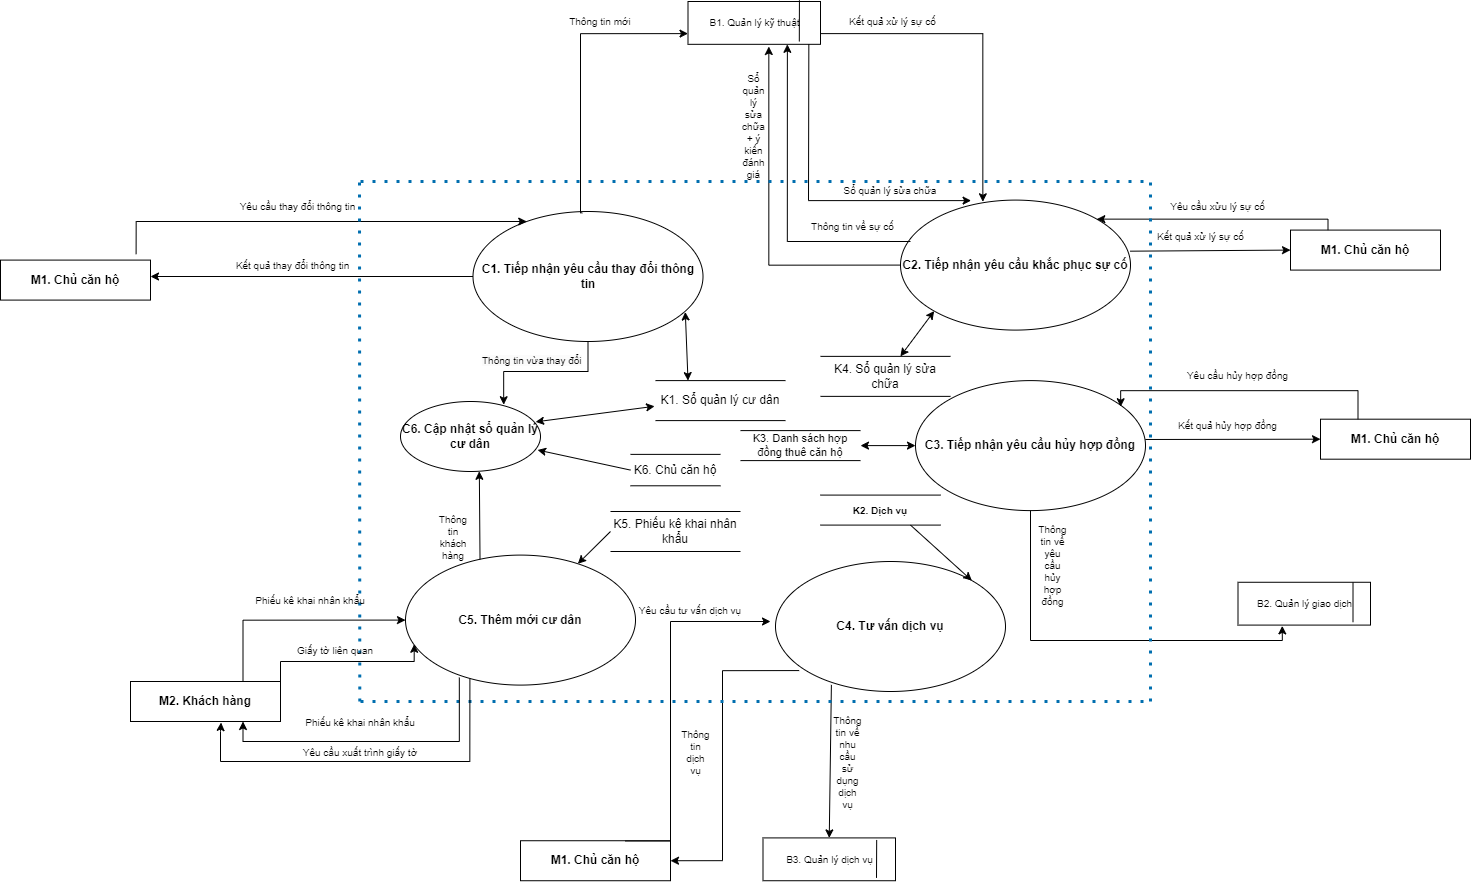 Thông tin mới
B1. Quản lý kỹ thuật
Kết quả xử lý sự cố
Sổ
quản
lý
sửa
chữa
+ ý
kiến
đánh
giá
Sổ quản lý sửa chữa
Thông tin về sự cố
Yêu cầu thay đổi thông tin
Kết quả thay đổi thông tin
M1. Chủ căn hộ
C1. Tiếp nhận yêu cầu thay đổi thông
tin
C2. Tiếp nhận yêu cầu khắc phục sự cố
Yêu cầu xừu lý sự cố
Kết quả xử lý sự cố
M1. Chủ căn hộ
Thông tin vừa thay đổi
K4. Sổ quản lý sửa
chữa
K1. Sổ quản lý cư dân
Yêu cầu hủy hợp đồng
Kết quả hủy hợp đồng
M1. Chủ căn hộ
C6. Cập nhật sổ quản lý
cư dân
K3. Danh sách hợp
đồng thuê căn hộ
C3. Tiếp nhận yêu cầu hủy hợp đồng
K6. Chủ căn hộ
K2. Dịch vụ
K5. Phiếu kê khai nhân
khẩu
Thông
tin
khách
hàng
Thông
tin về
yêu
cầu
hủy
hợp
đồng
B2. Quản lý giao dịch
Phiếu kê khai nhân khẩu
C5. Thêm mới cư dân
Yêu cầu tư vấn dịch vụ
C4. Tư vấn dịch vụ
Giấy tờ liên quan
M2. Khách hàng
Phiếu kê khai nhân khẩu
Yêu cầu xuất trình giấy tờ
Thông
tin
dịch
vụ
Thông
tin về
nhu
cầu
sử
dụng
dịch
vụ
M1. Chủ căn hộ
B3. Quản lý dịch vụ